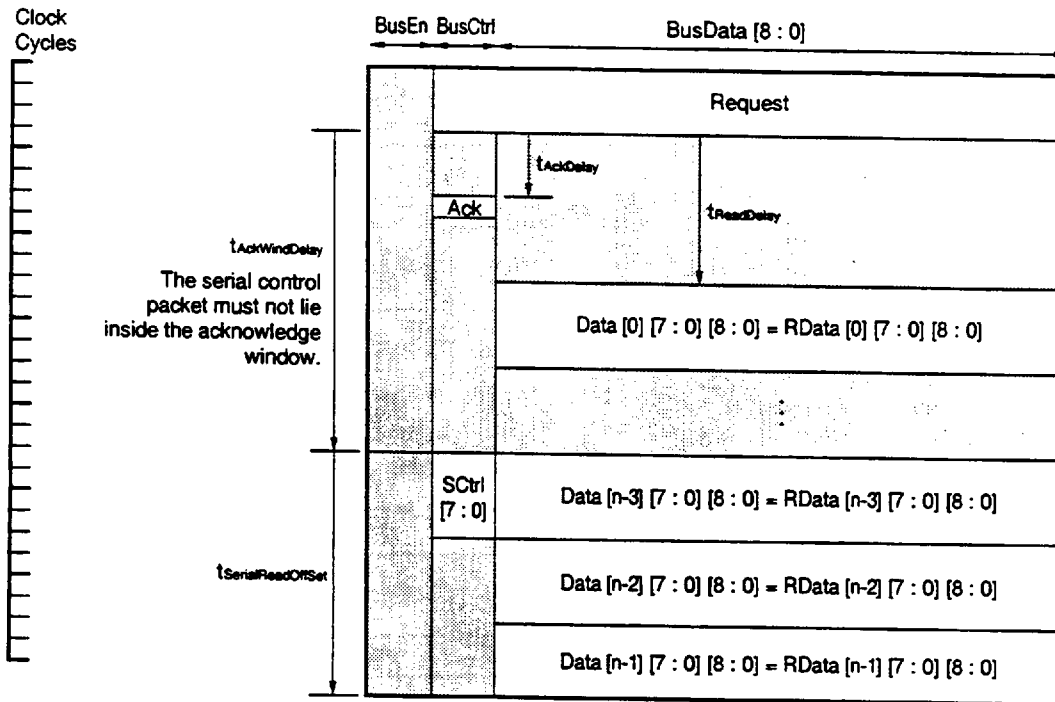 Clock
Cycles
BusEn BusCtrl BusData [8 : 0]
Request
tAckDelay
Ack
tReadDelay
tAckWindDelay
The serial control
packet must not lie
inside the acknowledge
window.
Data [0] [7 : 0] [8 : 0] = RData [0] [7 : 0] [8 : 0]
SCtrl
[7 : 0]
Data [n-3] [7 : 0] [8 : 0] = RData [n-3] [7 : 0] [8 : 0]
tSerialReadOffSet
Data [n-2] [7 : 0] [8 : 0] = RData [n-2] [7 : 0] [8 : 0]
Data [n-1] [7 : 0] [8 : 0] = RData [n-1] [7 : 0] [8 : 0]